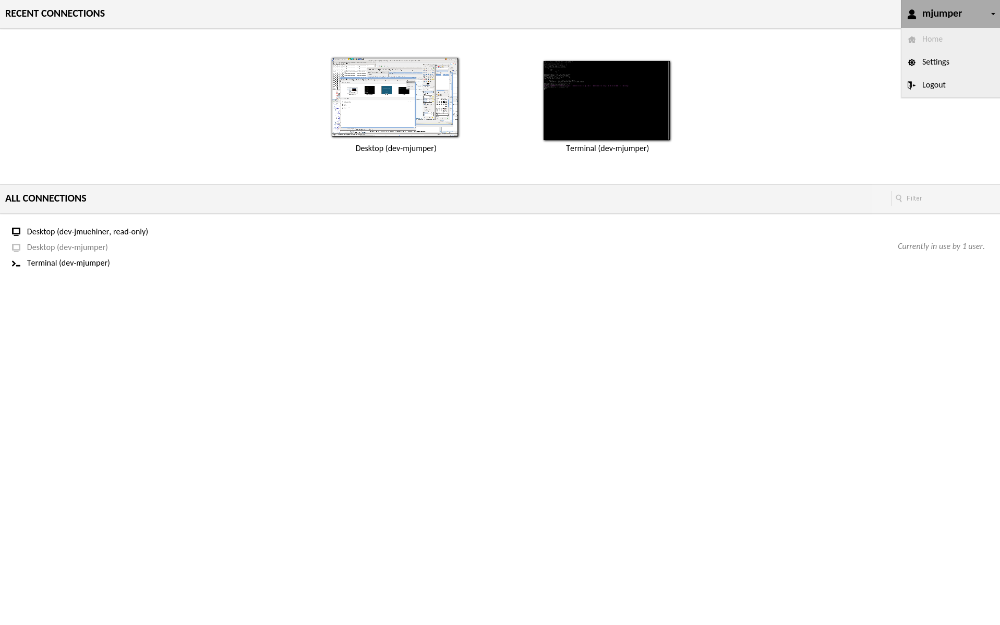 RECENT CONNECTIONS
mjumper
Home
Settings
Logout
Desktop (dev-mjumper)
Terminal (dev-mjumper)
ALL CONNECTIONS
Filter
Desktop (dev-jmuehlner, read-only)
Desktop (dev-mjumper)
Currently in use by 1 user.
Terminal (dev-mjumper)